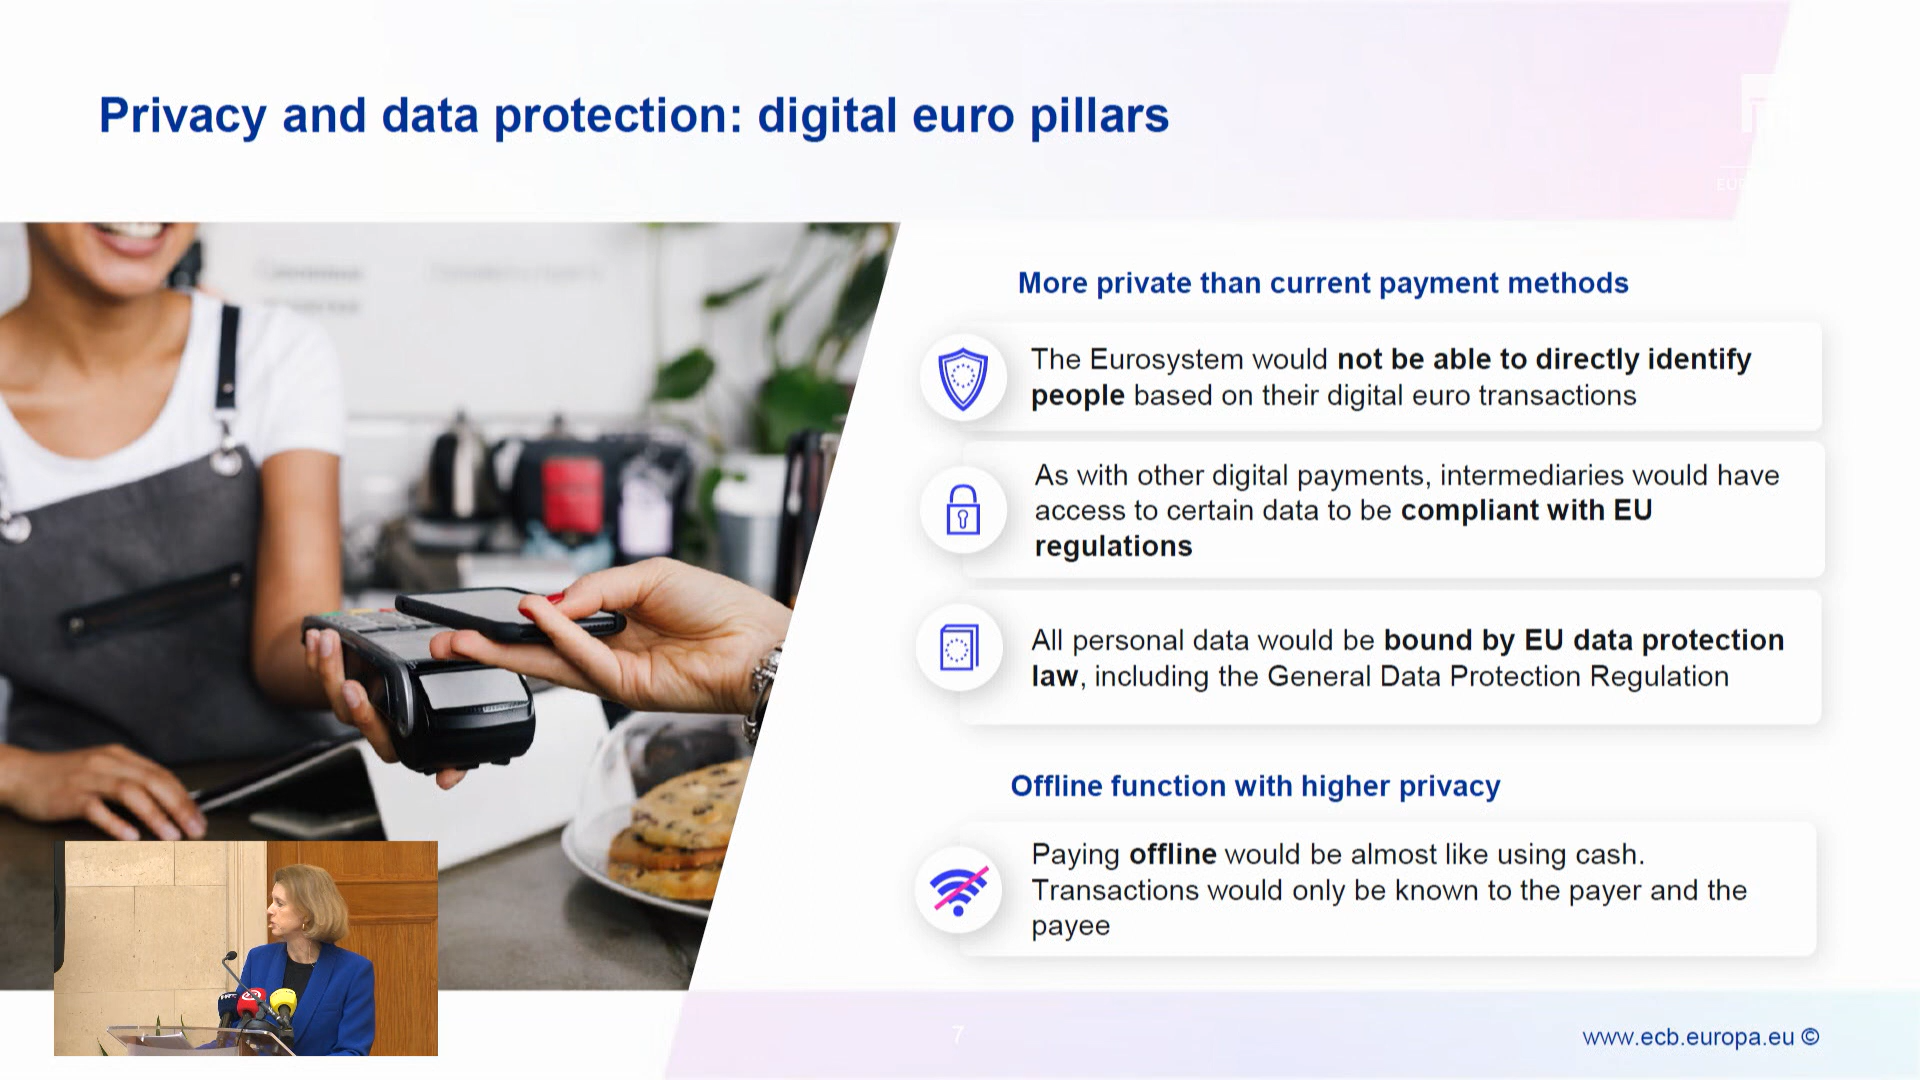 Privacy and data protection: digital euro pillars
More private than current payment methods
The Eurosystem would not be able to directly identify
people based on their digital euro transactions
As with other digital payments, intermediaries would have
access to certain data to be compliant with EU
regulations
All personal data would be bound by EU data protection
law, including the General Data Protection Regulation
Offline function with higher privacy
Paying offline would be almost like using cash.
Transactions would only be known to the payer and the
payee
7
www.ecb.europa.eu ©